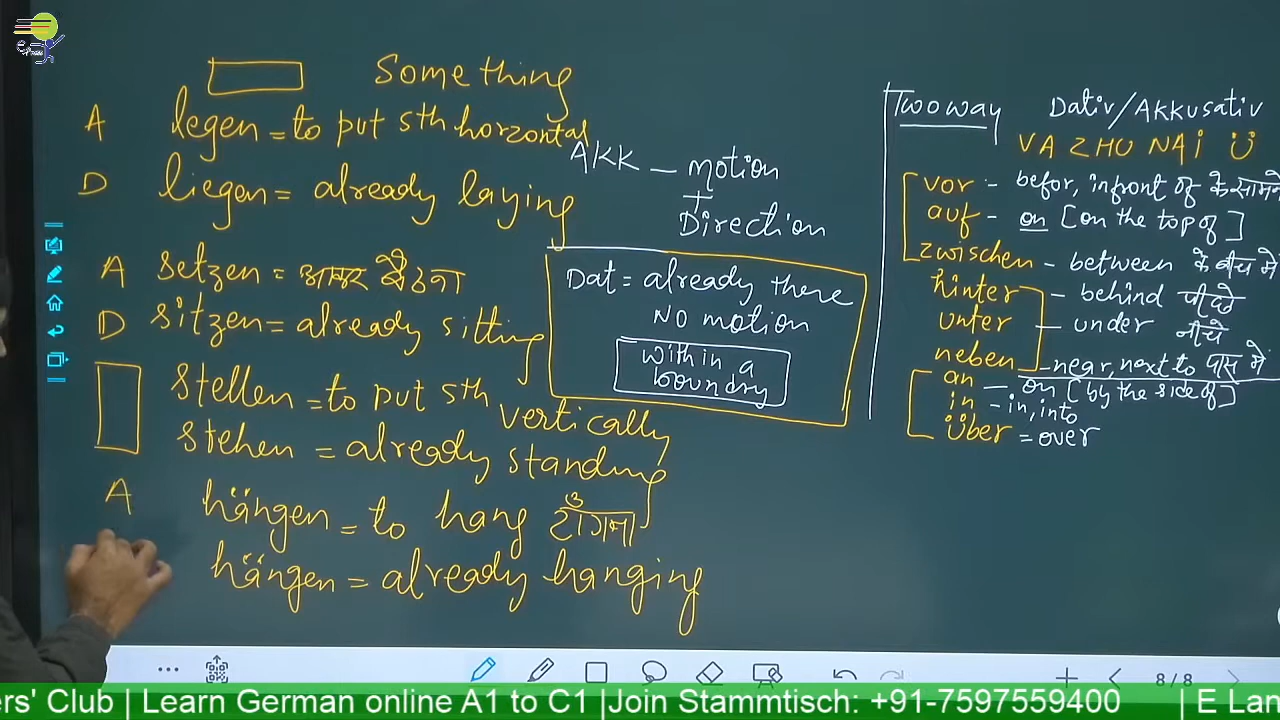 Something
A legen = to put sth horzontal
D liegen = already laying
A setzen = आकर बैठना
D sitzen = already sitting
stellen = to put sth vertically
stehen = already standing
A hängen = to hang टाँगना
hängen = already hanging
AKK - motion
+
Direction
Dat = already there
NO motion
with in a
boundry
Two way Dativ/AKKusativ
VA ZHU NAi Ü
vor - befor, infront of के सामने
auf - on [on the top of]
zwischen - between के बीच में
hinter - behind पीछे
unter - under नीचे
neben - near, next to पास में
an - on [by the side of]
in - in, into
über = over
8/8
ers' Club | Learn German online A1 to C1 |Join Stammtisch: +91-7597559400 | E Lan